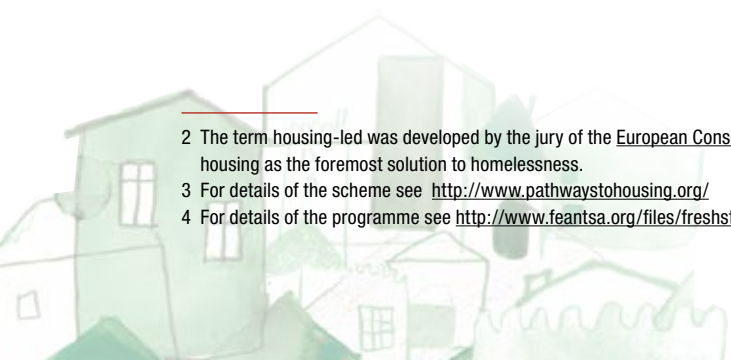 2 The term housing-led was developed by the jury of the European Cons
housing as the foremost solution to homelessness.
3 For details of the scheme see http://www.pathwaystohousing.org/
4 For details of the programme see http://www.feantsa.org/files/freshst